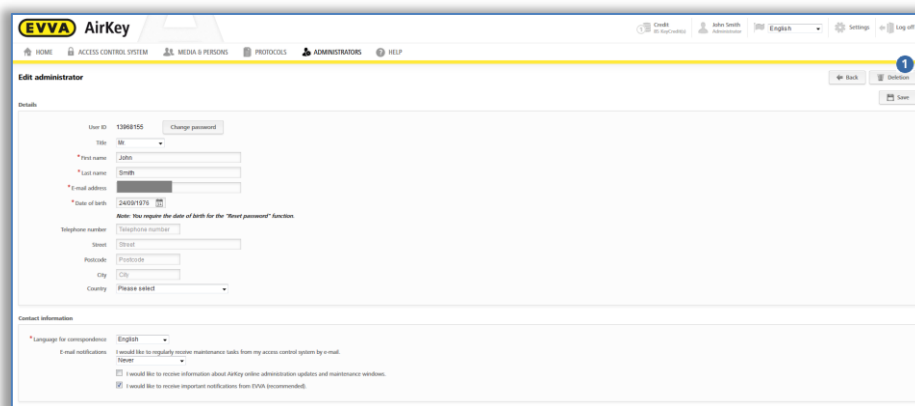 EVVA AirKey
Credit
John Smith
Administrator
English
Settings
Log off
HOME ACCESS CONTROL SYSTEM MEDIA & PERSONS PROTOCOLS ADMINISTRATORS HELP
1
Edit administrator
Back Deletion
Save
Details
User ID 13968155 Change password
Title Mr.
*First name John
*Last name Smith
*E-mail address
*Date of birth 24/09/1976
Note: You require the date of birth for the "Reset password" function.
Telephone number Telephone number
Street Street
Postcode Postcode
City City
Country Please select
Contact information
*Language for correspondence English
E-mail notifications I would like to regularly receive maintenance tasks from my access control system by e-mail.
Never
I would like to receive information about AirKey online administration updates and maintenance windows.
I would like to receive important notifications from EVVA (recommended).